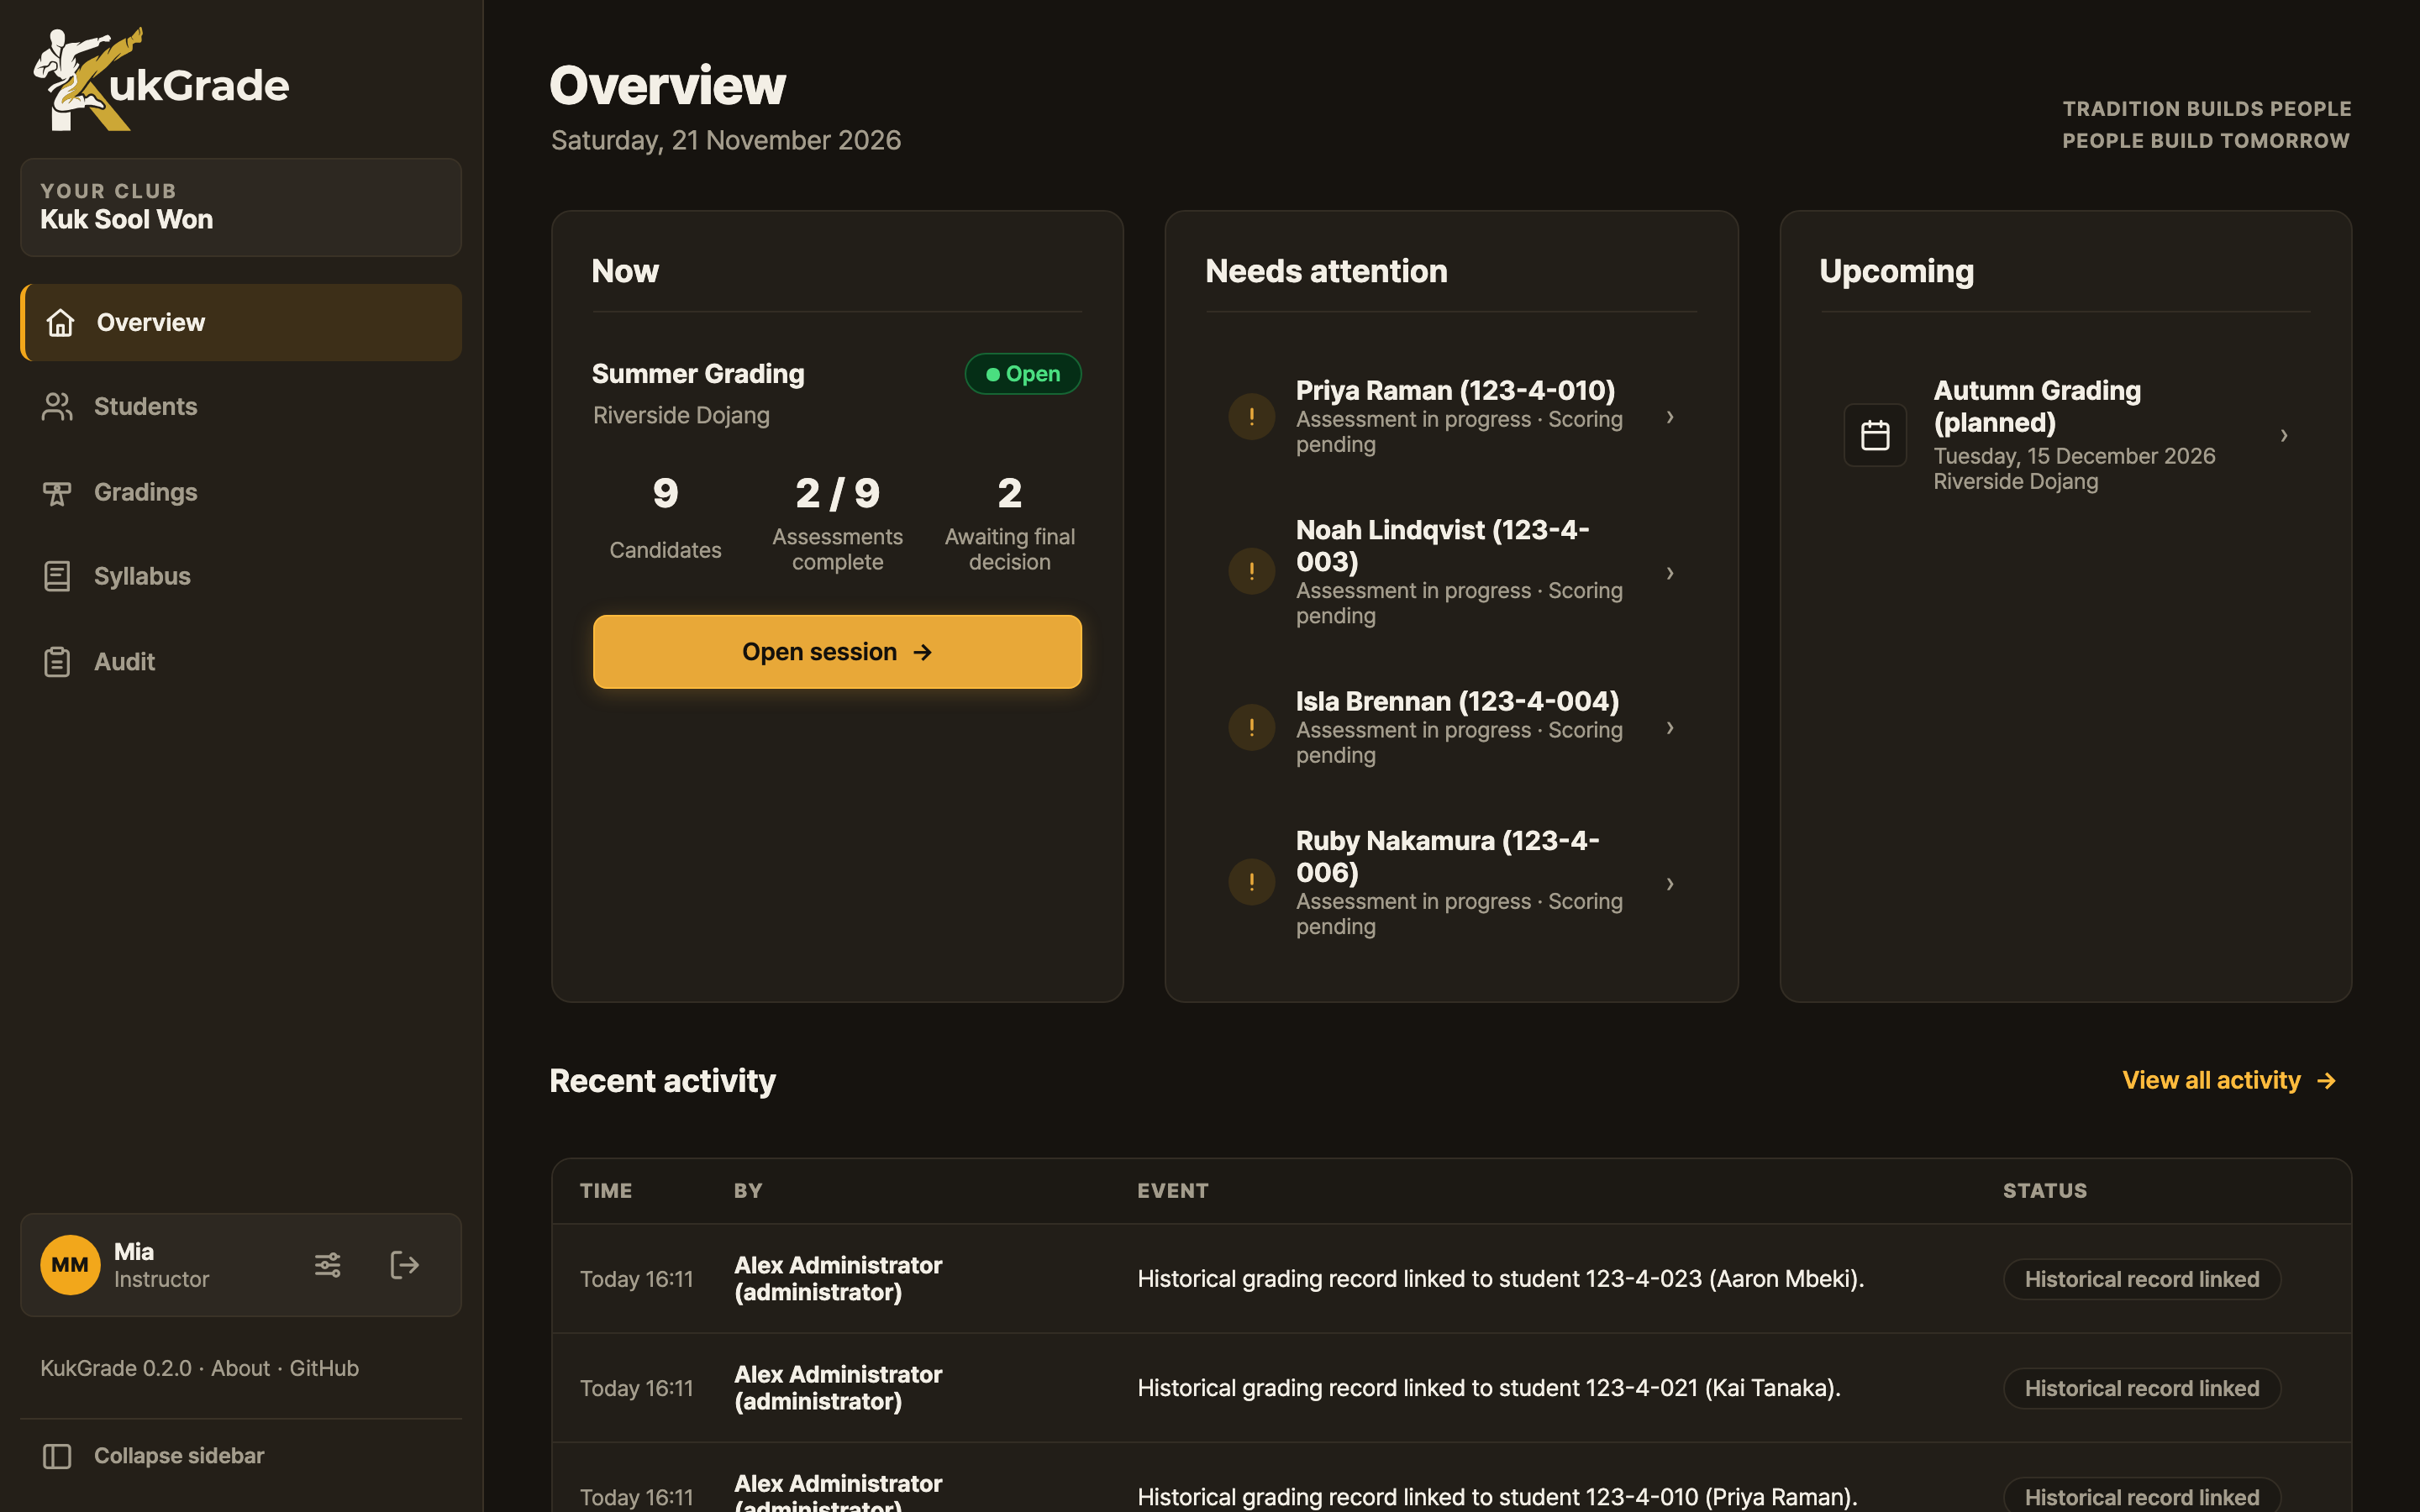 KukGrade
YOUR CLUB
Kuk Sool Won
Overview
Students
Gradings
Syllabus
Audit
MM
Mia
Instructor
KukGrade 0.2.0 · About · GitHub
Collapse sidebar
Overview
Saturday, 21 November 2026
TRADITION BUILDS PEOPLE
PEOPLE BUILD TOMORROW
Now
Summer Grading
Open
Riverside Dojang
9
Candidates
2 / 9
Assessments
complete
2
Awaiting final
decision
Open session →
Needs attention
!
Priya Raman (123-4-010)
Assessment in progress · Scoring
pending
›
!
Noah Lindqvist (123-4-
003)
Assessment in progress · Scoring
pending
›
!
Isla Brennan (123-4-004)
Assessment in progress · Scoring
pending
›
!
Ruby Nakamura (123-4-
006)
Assessment in progress · Scoring
pending
›
Upcoming
Autumn Grading
(planned)
Tuesday, 15 December 2026
Riverside Dojang
›
Recent activity
View all activity →
TIME BY EVENT STATUS
Today 16:11
Alex Administrator
(administrator)
Historical grading record linked to student 123-4-023 (Aaron Mbeki).
Historical record linked
Today 16:11
Alex Administrator
(administrator)
Historical grading record linked to student 123-4-021 (Kai Tanaka).
Historical record linked
Today 16:11
Alex Administrator
(administrator)
Historical grading record linked to student 123-4-010 (Priya Raman).
Historical record linked